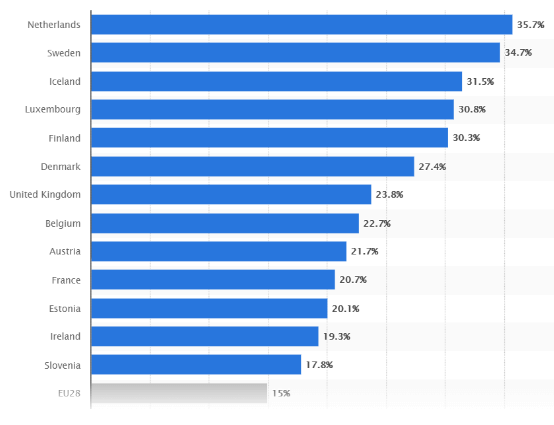 Netherlands 35.7%
Sweden 34.7%
Iceland 31.5%
Luxembourg 30.8%
Finland 30.3%
Denmark 27.4%
United Kingdom 23.8%
Belgium 22.7%
Austria 21.7%
France 20.7%
Estonia 20.1%
Ireland 19.3%
Slovenia 17.8%
EU28 15%